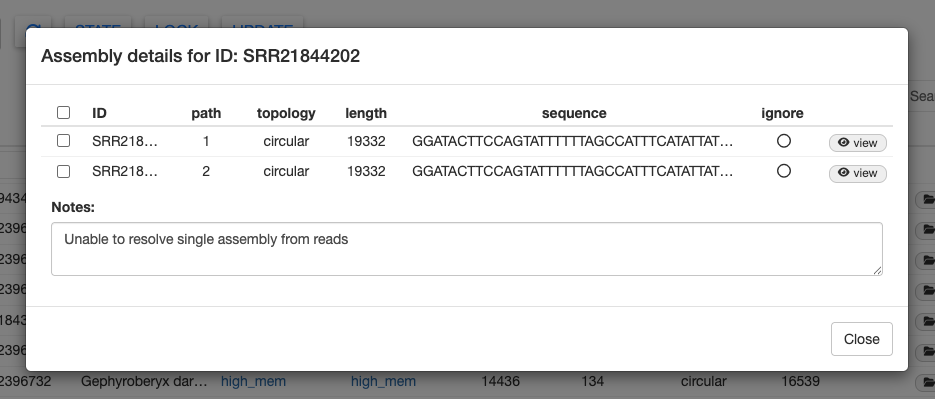 STATE LOCK UPDATE
Assembly details for ID: SRR21844202
Sear
ID path topology length sequence ignore
SRR218... 1 circular 19332 GGATACTTCCAGTATTTTTTAGCCATTTCATATTAT... view
SRR218... 2 circular 19332 GGATACTTCCAGTATTTTTTAGCCATTTCATATTAT... view
Notes:
9434
2396
Unable to resolve single assembly from reads
2396
2396
1843
Close
2396
2396732 Gephyroberyx dar... high_mem high_mem 14436 134 circular 16539